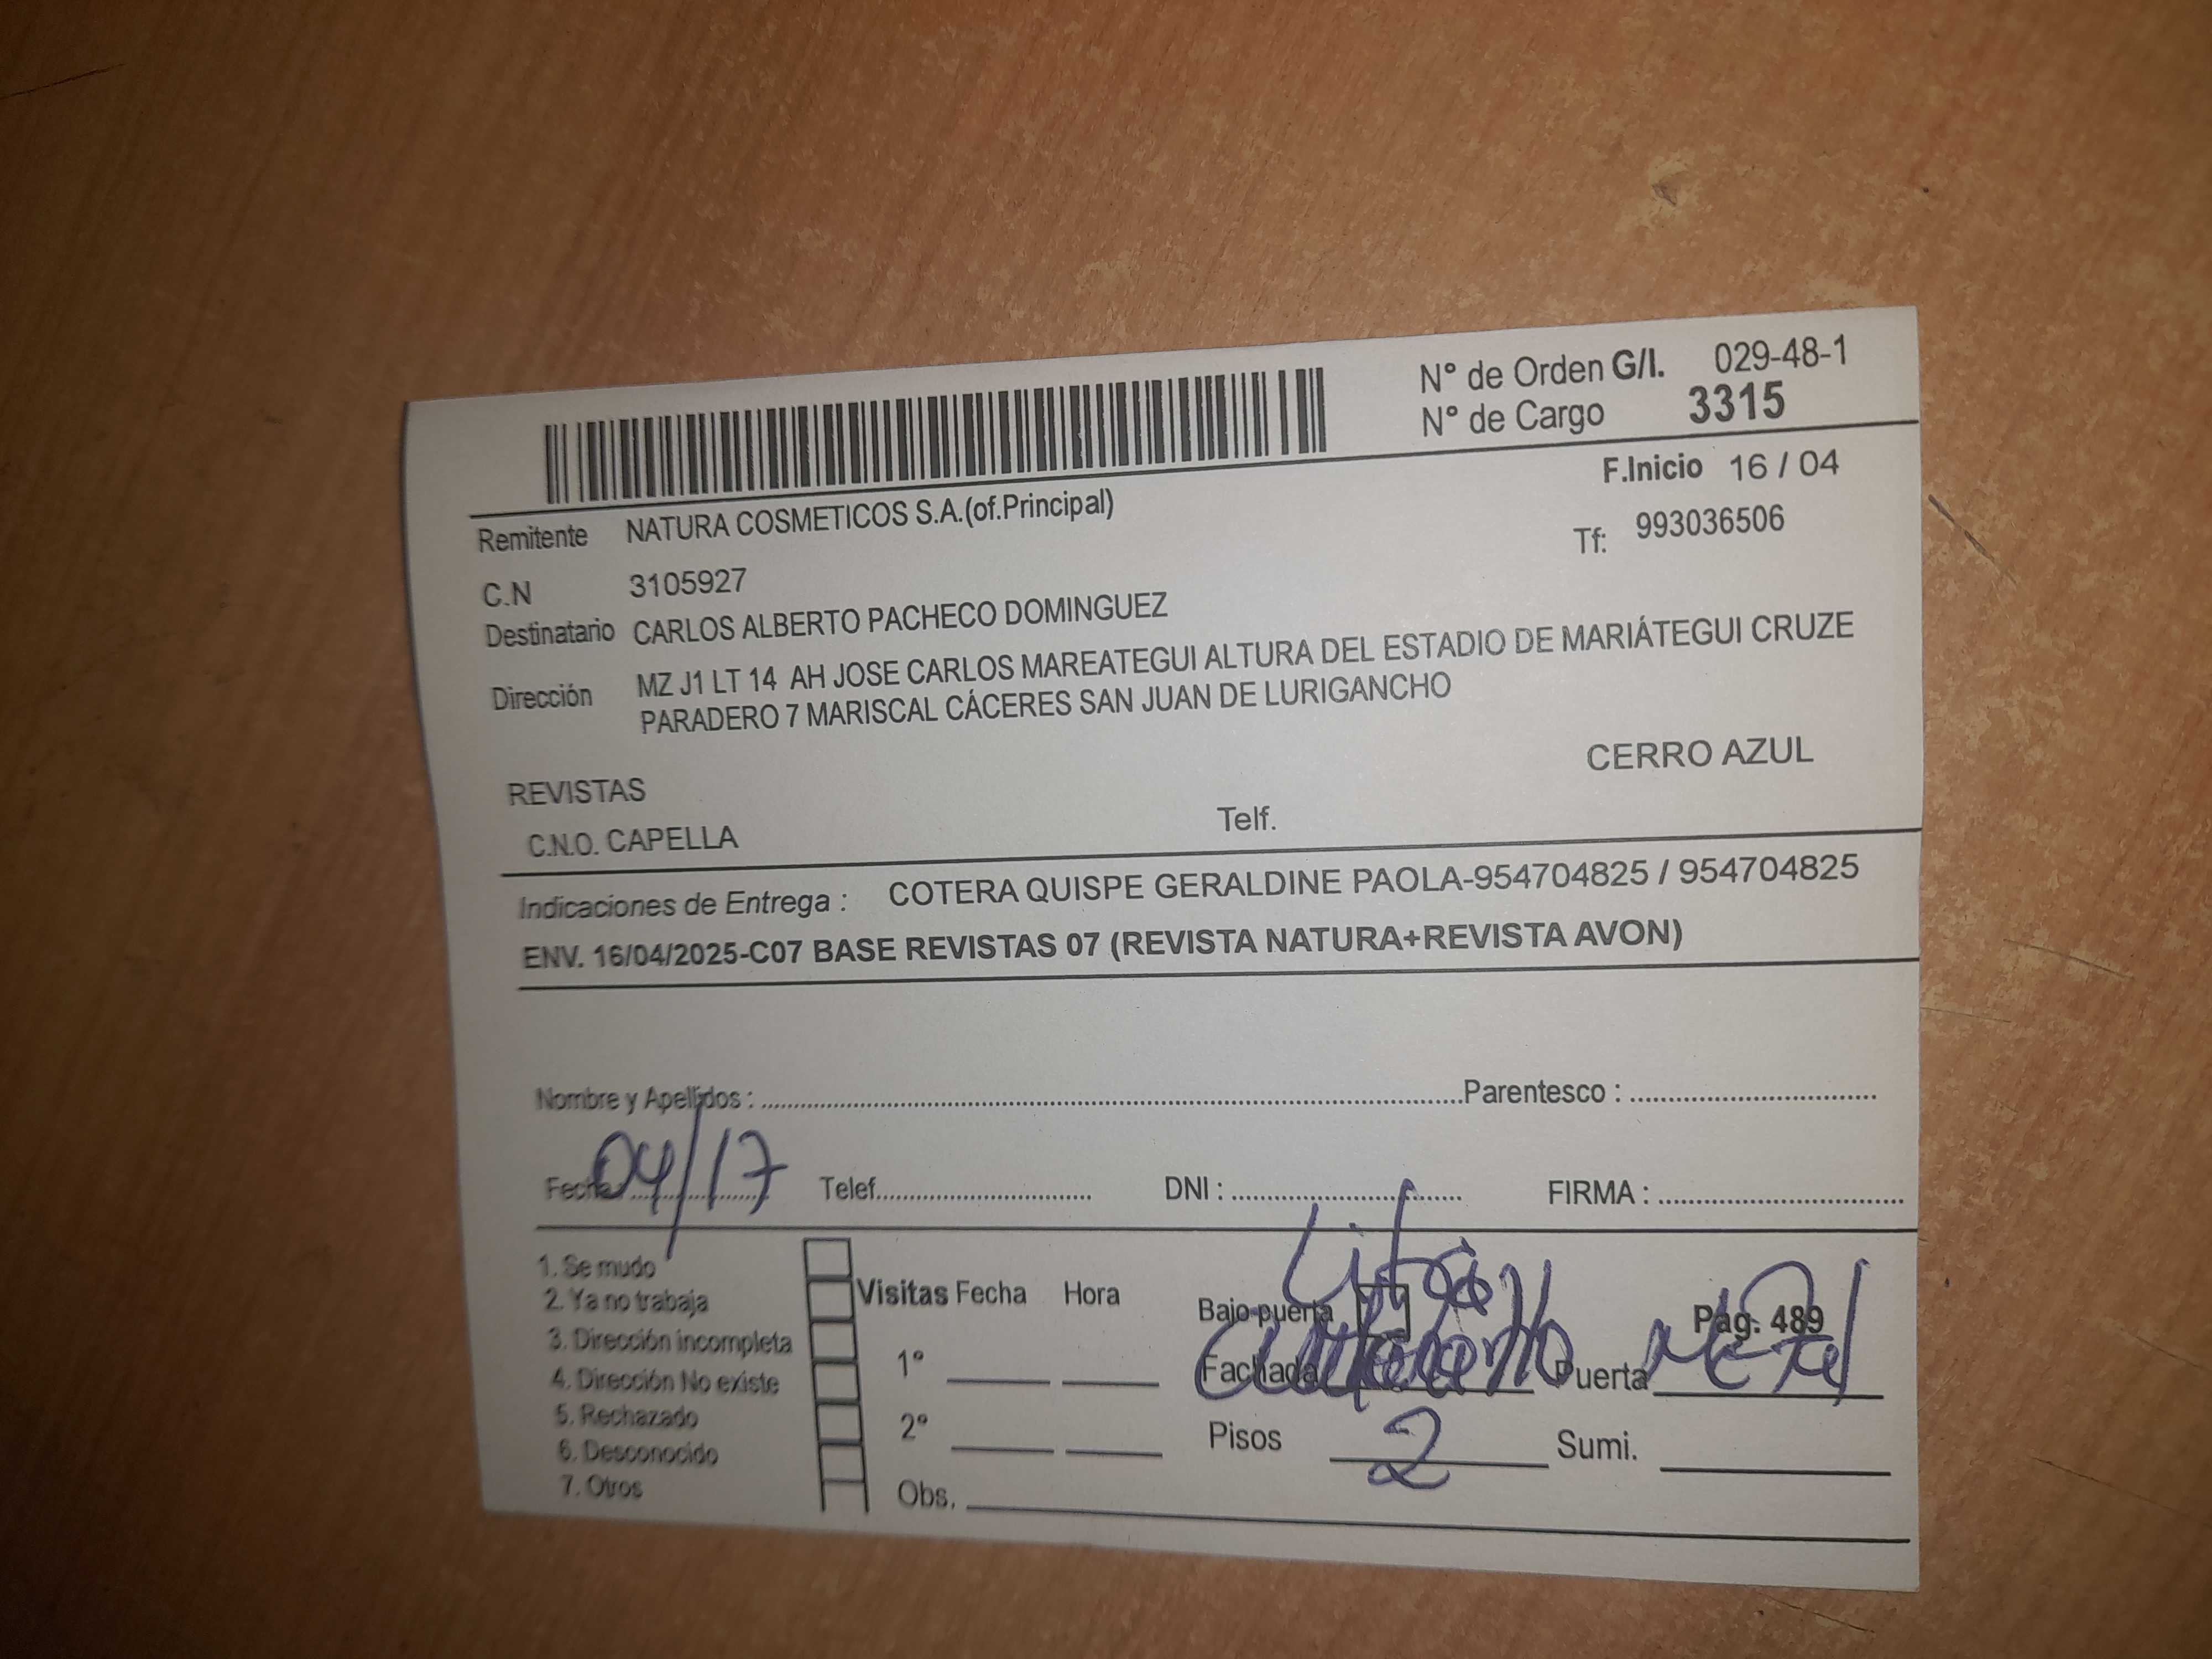 N° de Orden G/I. 029-48-1
N° de Cargo 3315
F.Inicio 16 / 04
Remitente NATURA COSMETICOS S.A.(of.Principal)
Tf: 993036506
C.N 3105927
Destinatario CARLOS ALBERTO PACHECO DOMINGUEZ
Dirección MZ J1 LT 14 AH JOSE CARLOS MAREATEGUI ALTURA DEL ESTADIO DE MARIÁTEGUI CRUZE
PARADERO 7 MARISCAL CÁCERES SAN JUAN DE LURIGANCHO
CERRO AZUL
REVISTAS
C.N.O. CAPELLA Telf.
Indicaciones de Entrega : COTERA QUISPE GERALDINE PAOLA-954704825 / 954704825
ENV. 16/04/2025-C07 BASE REVISTAS 07 (REVISTA NATURA+REVISTA AVON)
Nombre y Apellidos : Parentesco :
Fecha : 04/17 Telef. DNI : FIRMA :
1. Se mudo
2. Ya no trabaja
3. Dirección incompleta
4. Dirección No existe
5. Rechazado
6. Desconocido
7. Otros
Visitas Fecha Hora
1°
2°
Obs.
Bajo puerta Pág. 489
Fachada Puerta Metal
Pisos 2 Sumi.